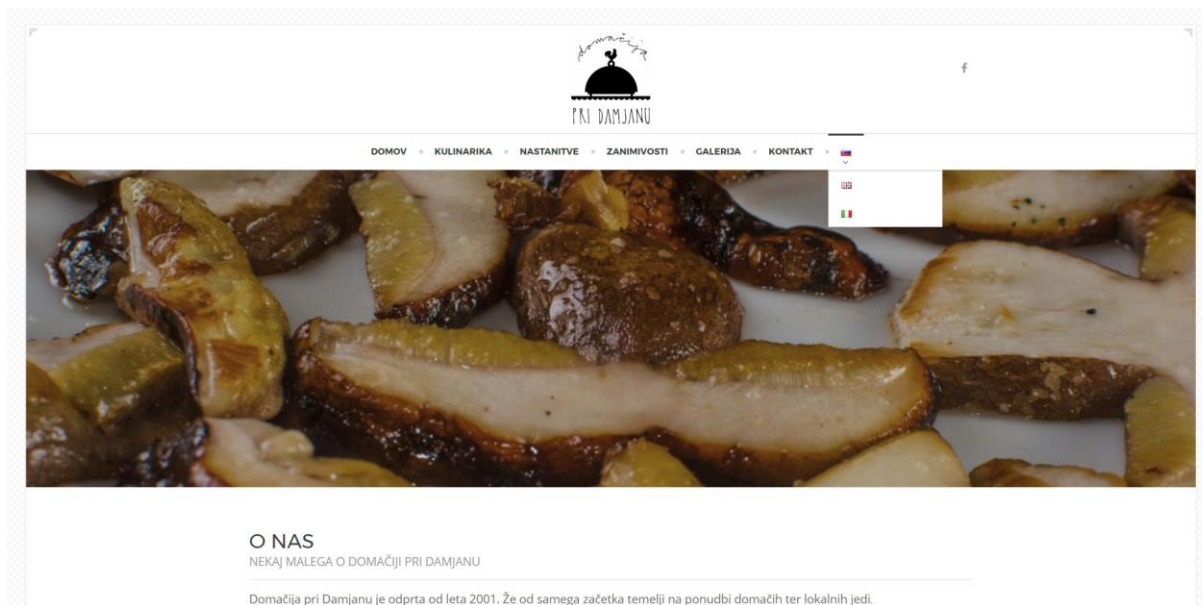 domačija
PRI DAMJANU
DOMOV KULINARIKA NASTANITVE ZANIMIVOSTI GALERIJA KONTAKT
O NAS
NEKAJ MALEGA O DOMAČIJI PRI DAMJANU
Domačija pri Damjanu je odprta od leta 2001. Že od samega začetka temelji na ponudbi domačih ter lokalnih jedi.